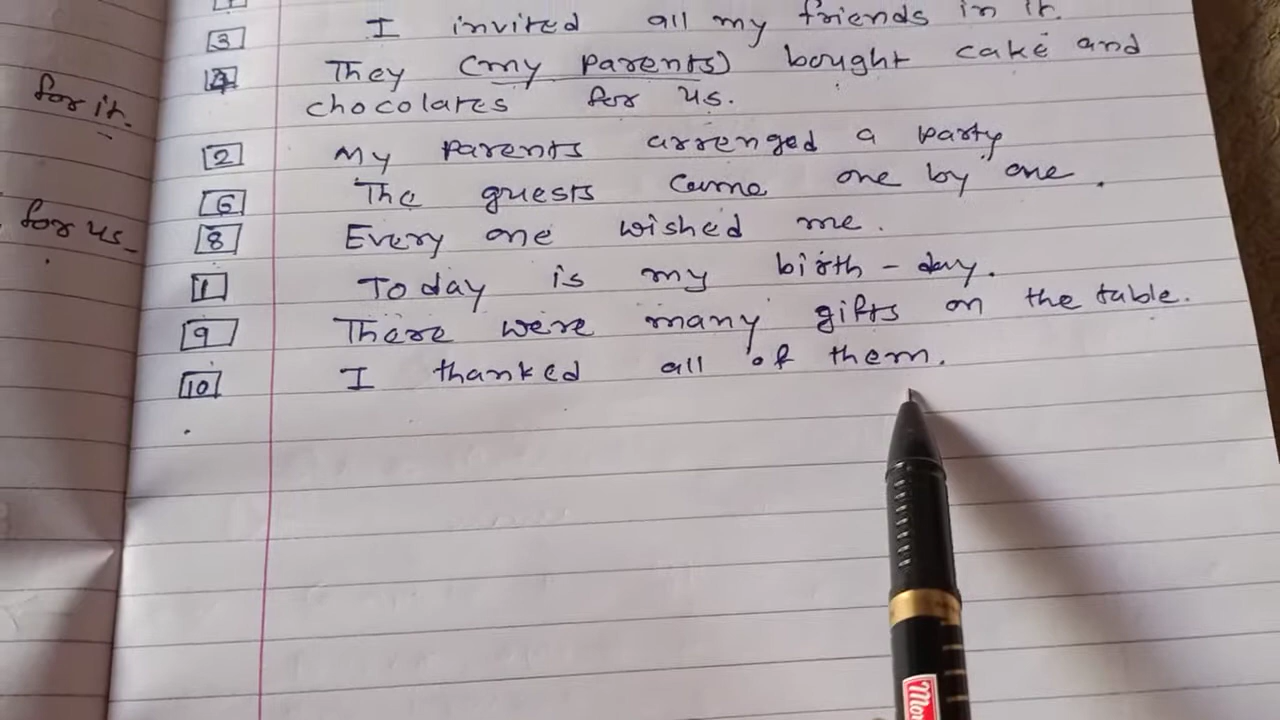 3 I invited all my friends in it.
4 They (my parents) bought cake and
chocolates for us.
2 My parents arrenged a party
6 The guests came one by one.
8 Every one wished me.
1 Today is my birth-day.
9 There were many gifts on the table.
10 I thanked all of them.
for it.
for us
Mon